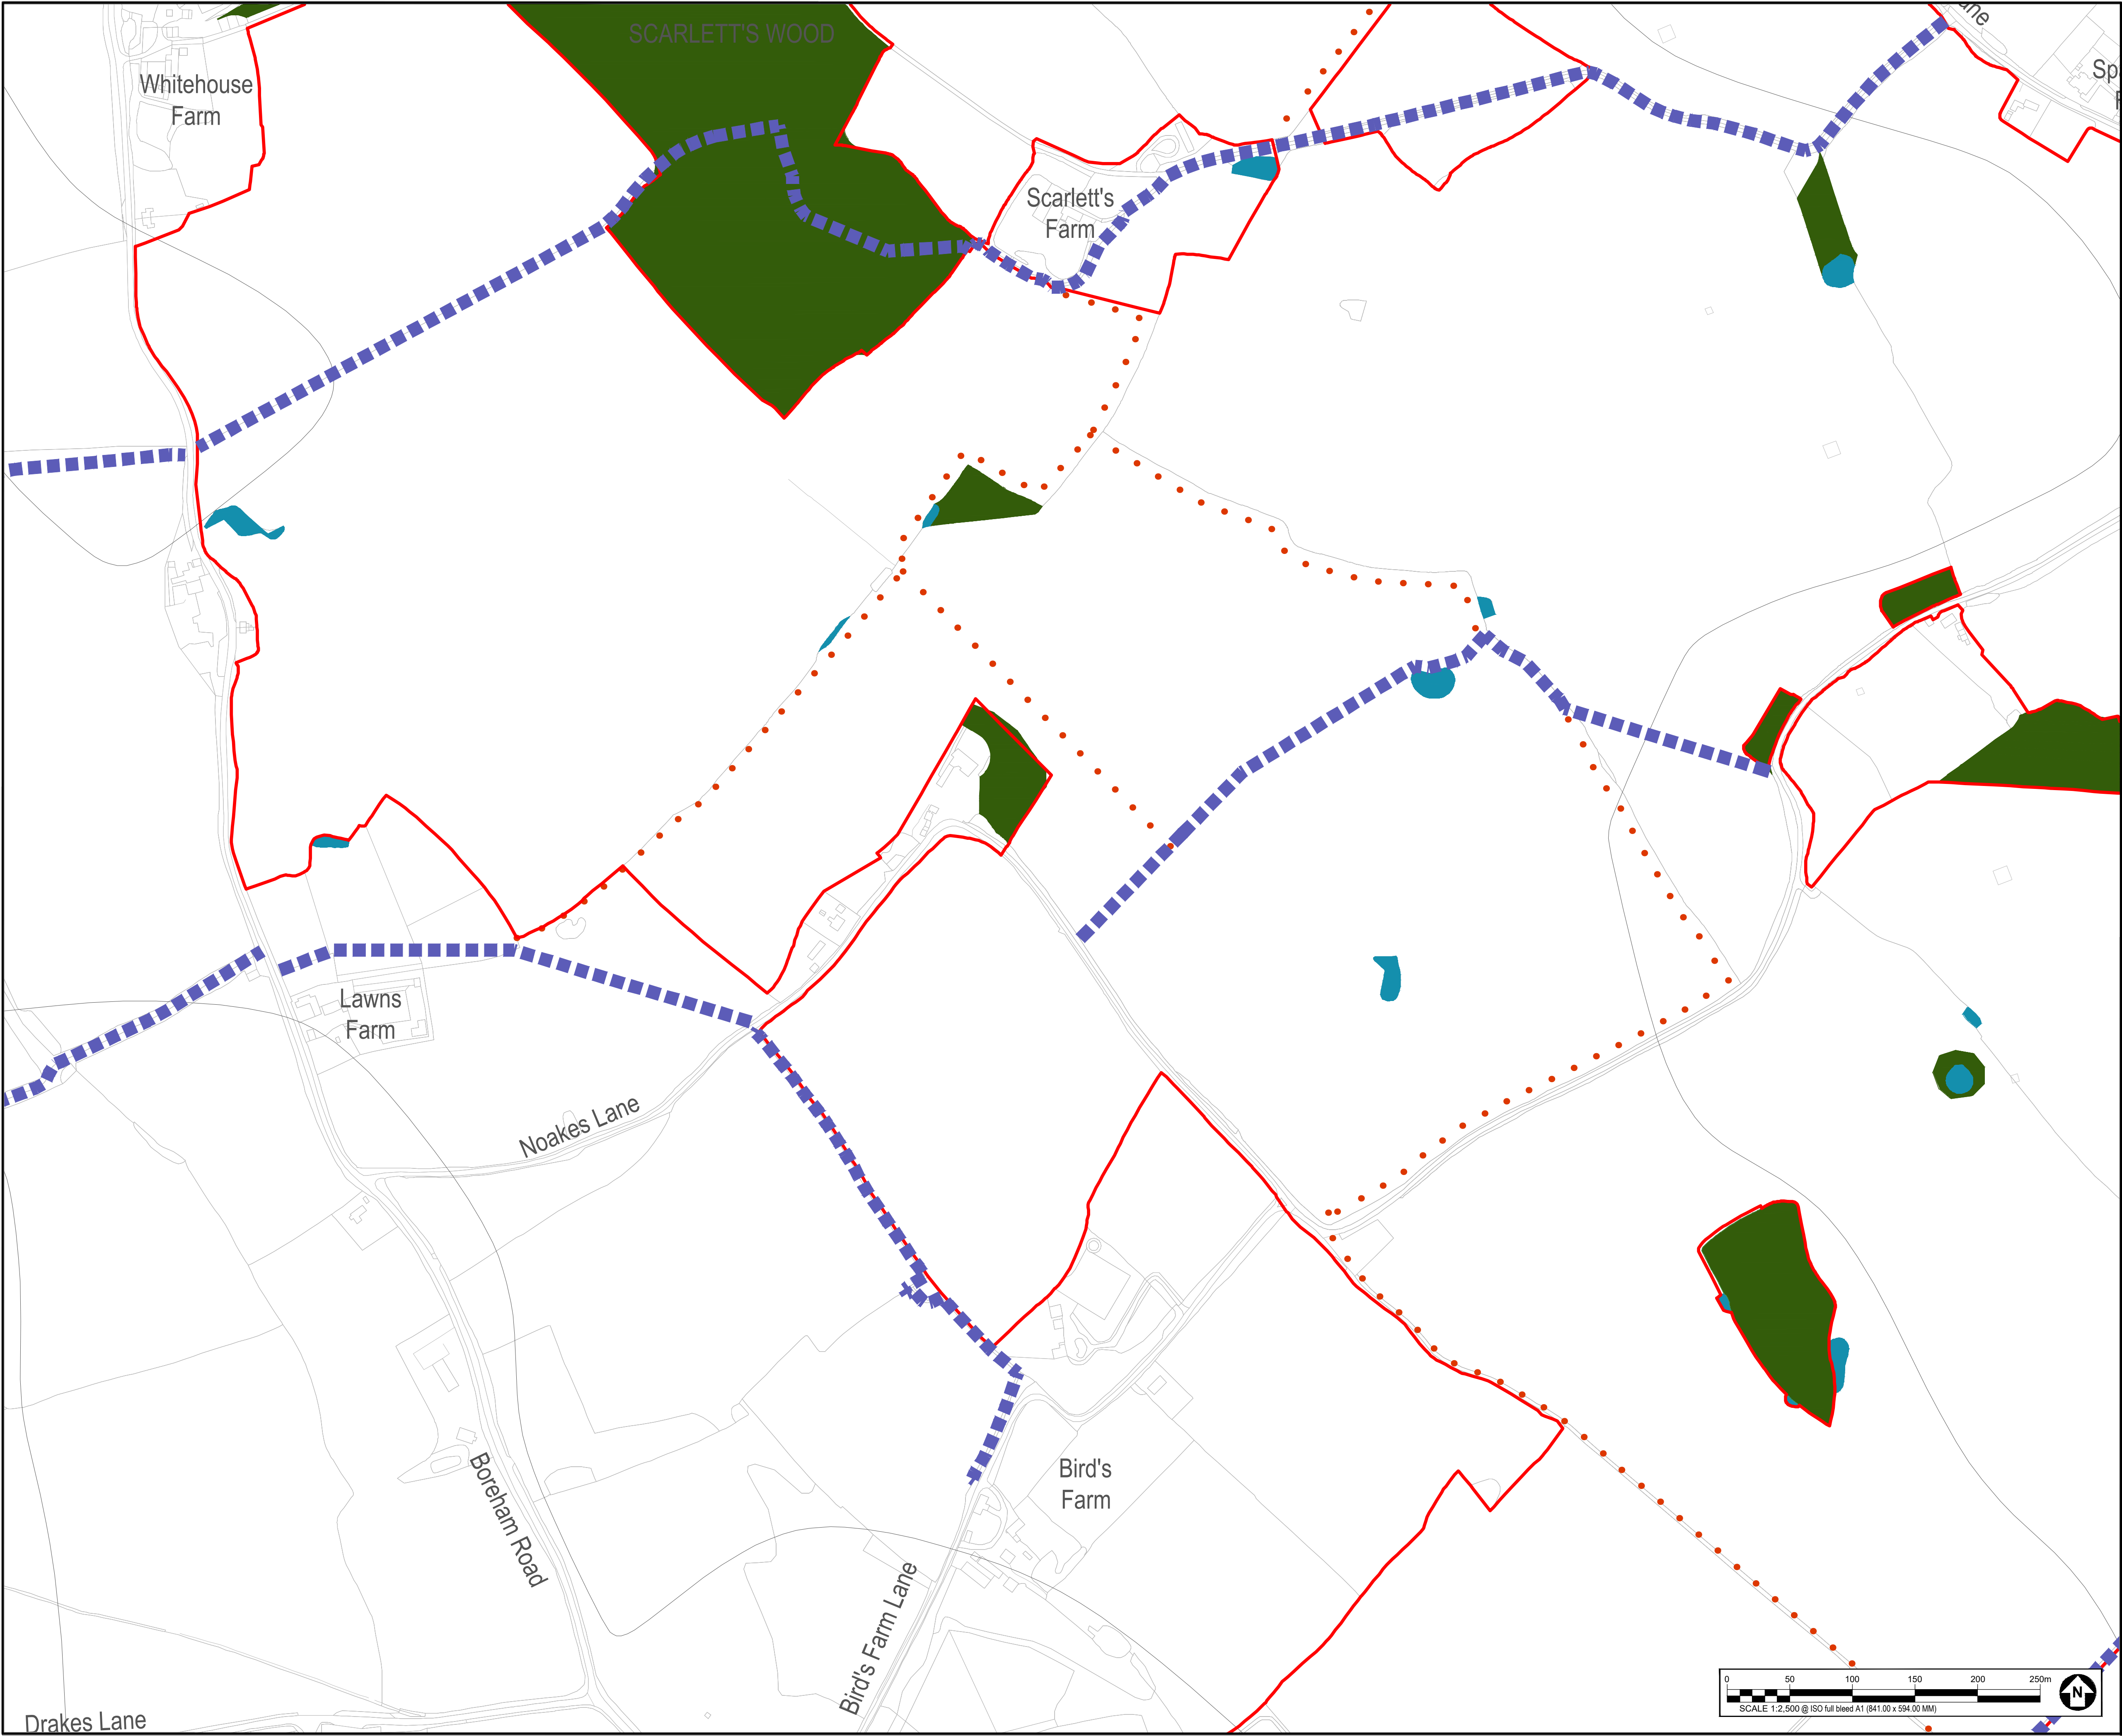 SCARLETT'S WOOD
Whitehouse
Farm
Scarlett's
Farm
Lawns
Farm
Noakes Lane
Bird's
Farm
Boreham Road
Bird's Farm Lane
Drakes Lane
0 50 100 150 200 250m
SCALE 1:2,500 @ ISO full bleed A1 (841.00 x 594.00 MM)
N